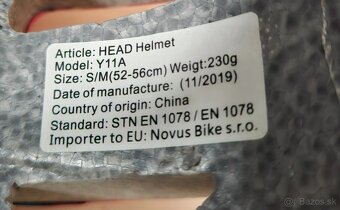 Article: HEAD Helmet
Model: Y11A
Size: S/M(52-56cm) Weigt:230g
Date of manufacture: (11/2019)
Country of origin: China
Standard: STN EN 1078 / EN 1078
Importer to EU: Novus Bike s.r.o.
Bazos.sk